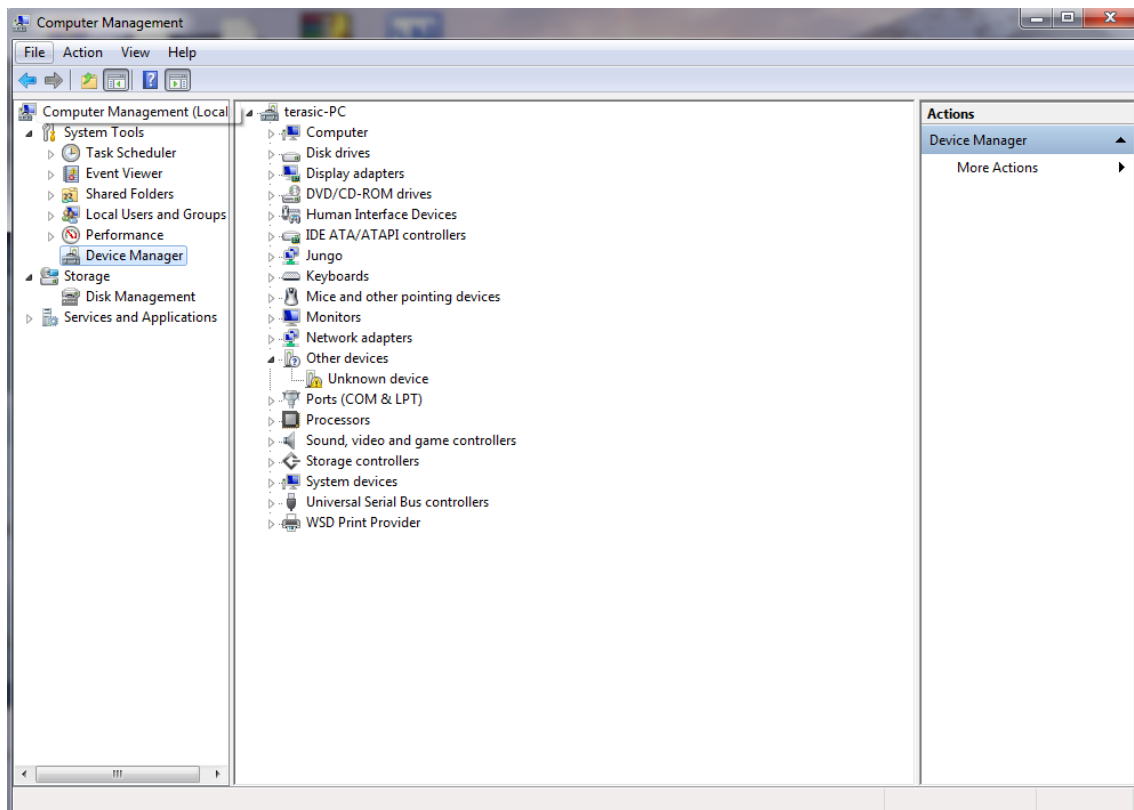 Computer Management
File Action View Help
Computer Management (Local
System Tools
Task Scheduler
Event Viewer
Shared Folders
Local Users and Groups
Performance
Device Manager
Storage
Disk Management
Services and Applications
terasic-PC
Computer
Disk drives
Display adapters
DVD/CD-ROM drives
Human Interface Devices
IDE ATA/ATAPI controllers
Jungo
Keyboards
Mice and other pointing devices
Monitors
Network adapters
Other devices
Unknown device
Ports (COM & LPT)
Processors
Sound, video and game controllers
Storage controllers
System devices
Universal Serial Bus controllers
WSD Print Provider
Actions
Device Manager
More Actions